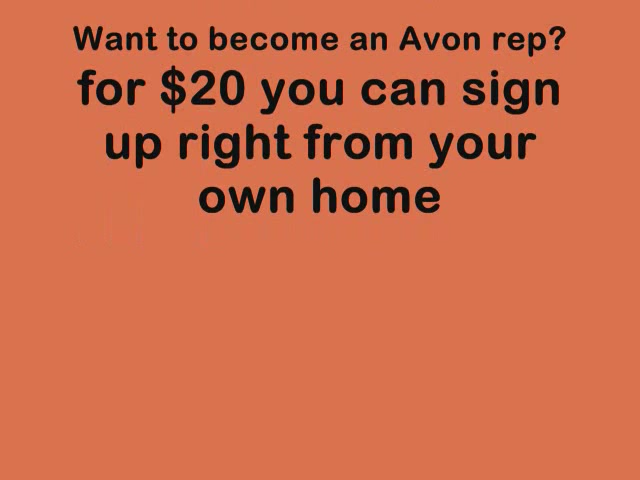 Want to become an Avon rep?
for $20 you can sign
up right from your
own home